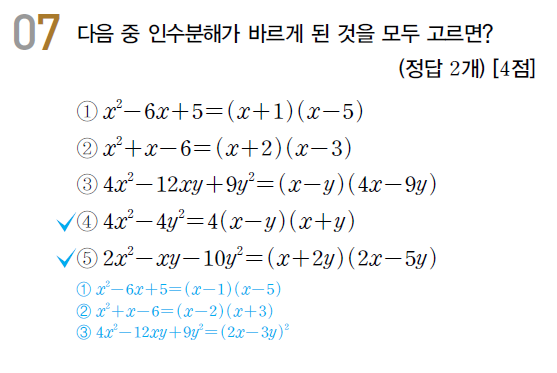 07 다음 중 인수분해가 바르게 된 것을 모두 고르면?
(정답 2개) [4점]
① x²-6x+5=(x+1)(x-5)
② x²+x-6=(x+2)(x-3)
③ 4x²-12xy+9y²=(x-y)(4x-9y)
④ 4x²-4y²=4(x-y)(x+y)
⑤ 2x²-xy-10y²=(x+2y)(2x-5y)
① x²-6x+5=(x-1)(x-5)
② x²+x-6=(x-2)(x+3)
③ 4x²-12xy+9y²=(2x-3y)²